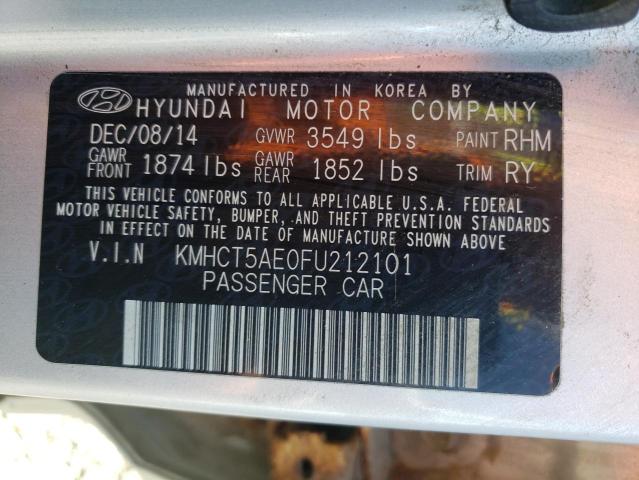 MANUFACTURED IN KOREA BY
HYUNDAI MOTOR COMPANY
DEC/08/14 GVWR 3549 lbs PAINT RHM
GAWR FRONT 1874 lbs GAWR REAR 1852 lbs TRIM RY
THIS VEHICLE CONFORMS TO ALL APPLICABLE U.S.A. FEDERAL
MOTOR VEHICLE SAFETY, BUMPER, AND THEFT PREVENTION STANDARDS
IN EFFECT ON THE DATE OF MANUFACTURE SHOWN ABOVE
V.I.N KMHCT5AE0FU212101
PASSENGER CAR